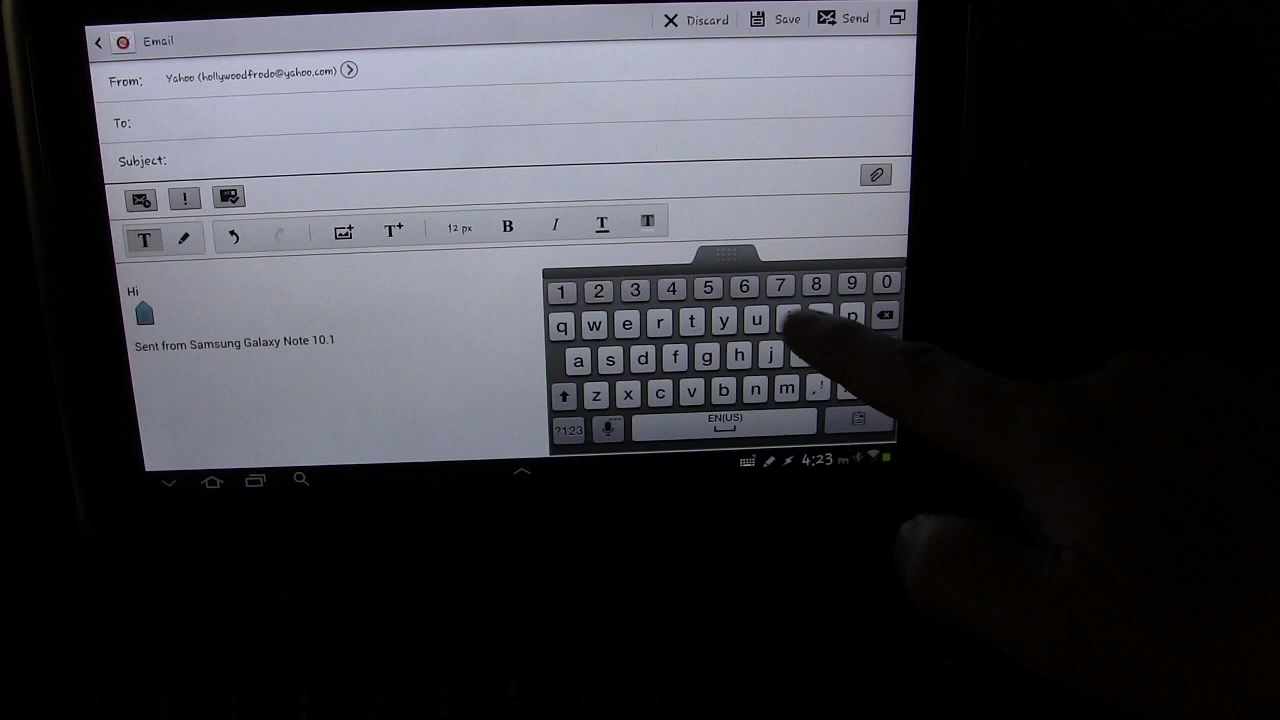 Email Discard Save Send
From: Yahoo (hollywoodfrodo@yahoo.com)
To:
Subject:
!
T T+ 12 px B I T T
Hi
Sent from Samsung Galaxy Note 10.1
1 2 3 4 5 6 7 8 9 0
q w e r t y u i p
a s d f g h j
z x c v b n m , !
?123 EN(US)
4:23 PM